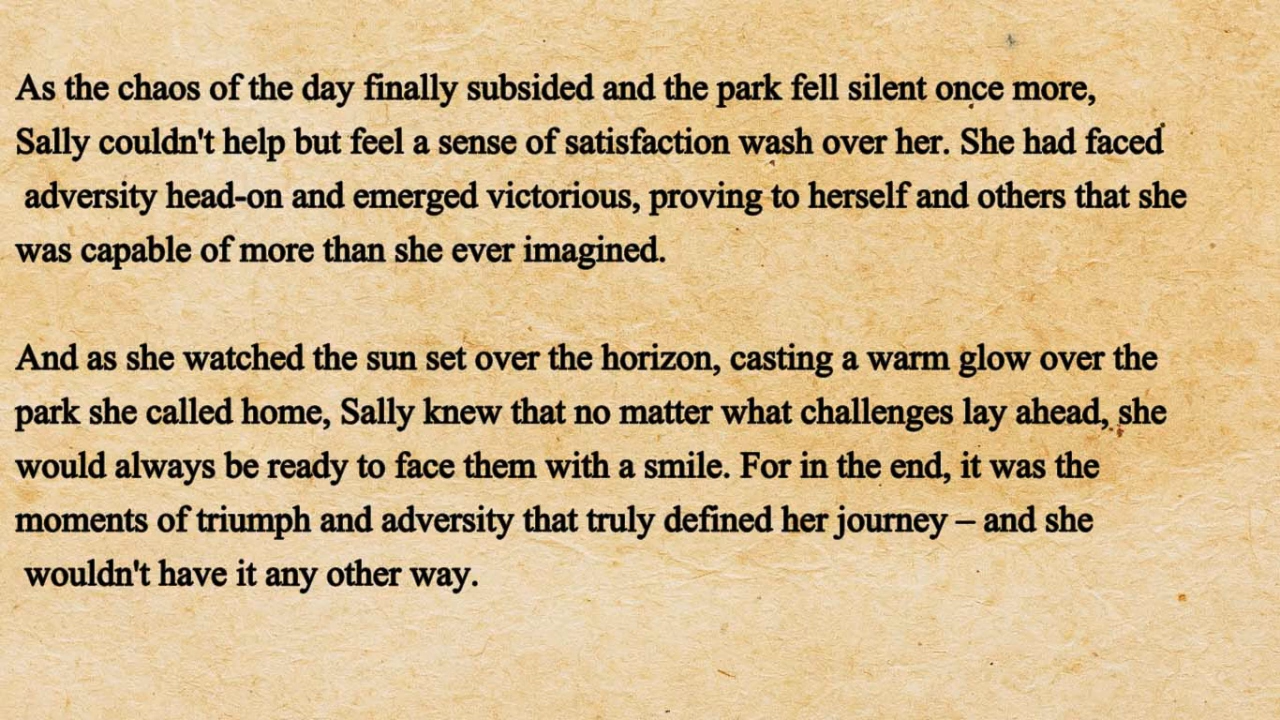 As the chaos of the day finally subsided and the park fell silent once more,
Sally couldn't help but feel a sense of satisfaction wash over her. She had faced
adversity head-on and emerged victorious, proving to herself and others that she
was capable of more than she ever imagined.
And as she watched the sun set over the horizon, casting a warm glow over the
park she called home, Sally knew that no matter what challenges lay ahead, she
would always be ready to face them with a smile. For in the end, it was the
moments of triumph and adversity that truly defined her journey – and she
wouldn't have it any other way.